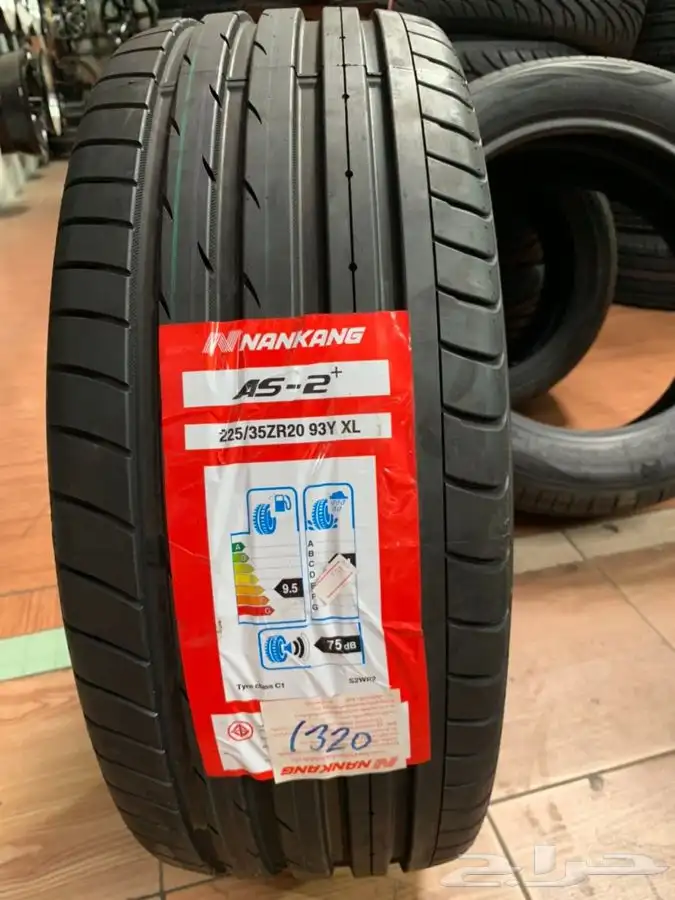 NANKANG
AS-2+
225/35ZR20 93Y XL
A
G
9.5
A
B
C
D
E
F
G
75 dB
Tyre class C1
S2WR2
1320
NANKANG
حراج